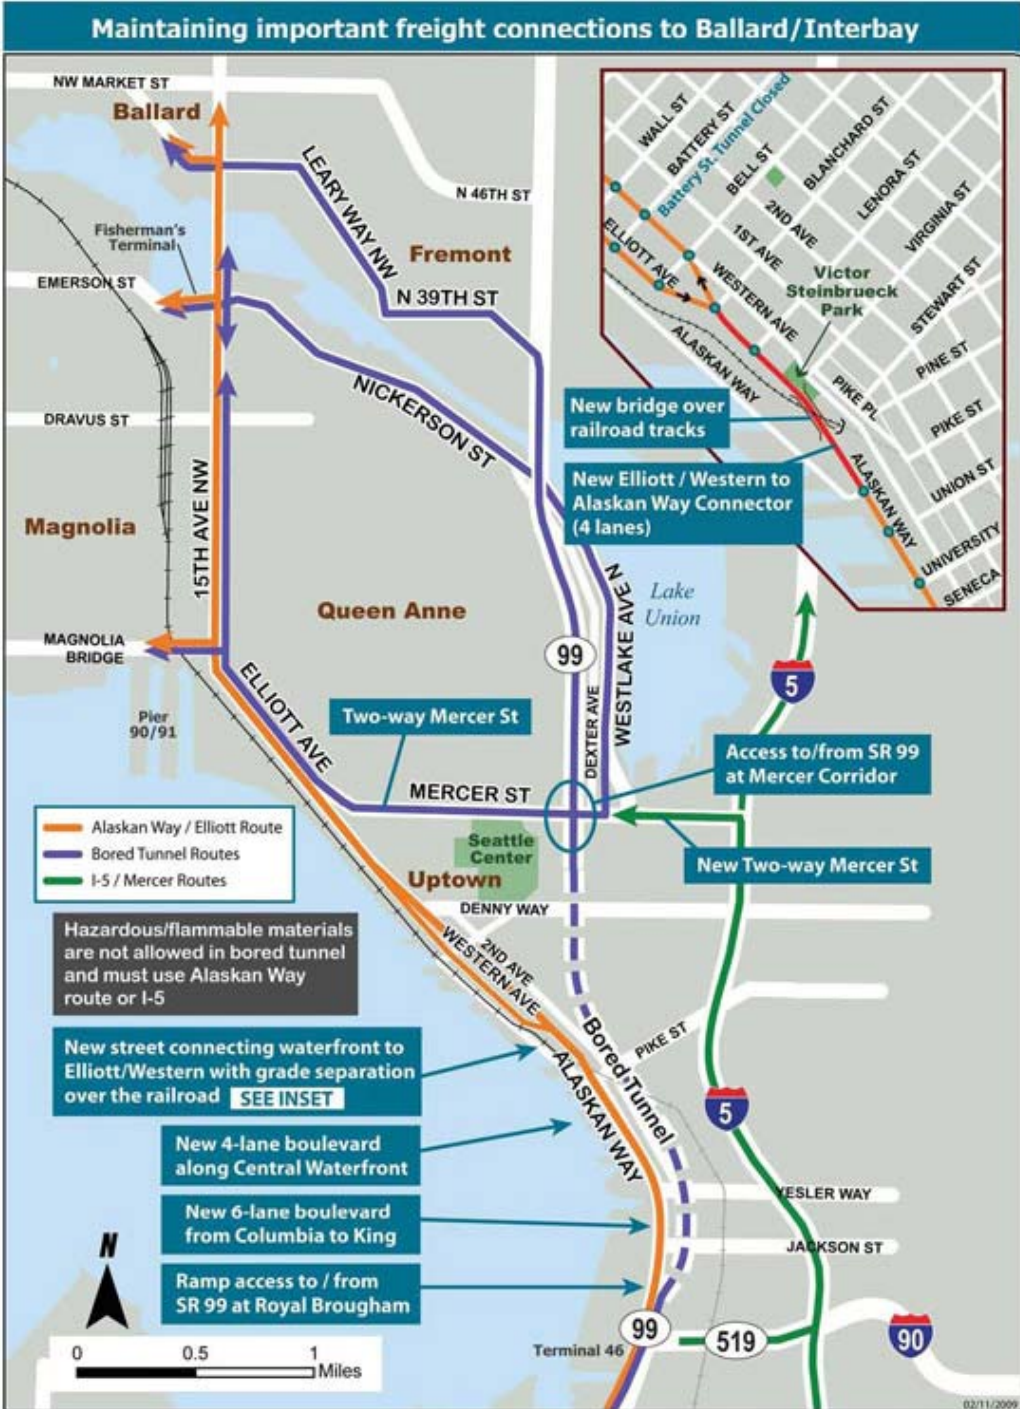 Maintaining important freight connections to Ballard/Interbay
NW MARKET ST
Ballard
LEARY WAY NW
N 46TH ST
Fisherman's
Terminal
Fremont
EMERSON ST
N 39TH ST
NICKERSON ST
DRAVUS ST
15TH AVE NW
Magnolia
Queen Anne
Lake
Union
MAGNOLIA
BRIDGE
99
WESTLAKE AVE N
5
Pier
90/91
ELLIOTT AVE
Two-way Mercer St
DEXTER AVE
Access to/from SR 99
at Mercer Corridor
MERCER ST
Alaskan Way / Elliott Route
Bored Tunnel Routes
I-5 / Mercer Routes
Seattle
Center
New Two-way Mercer St
Uptown
DENNY WAY
Hazardous/flammable materials
are not allowed in bored tunnel
and must use Alaskan Way
route or I-5
2ND AVE
WESTERN AVE
Bored Tunnel
PIKE ST
New street connecting waterfront to
Elliott/Western with grade separation
over the railroad SEE INSET
ALASKAN WAY
5
New 4-lane boulevard
along Central Waterfront
YESLER WAY
New 6-lane boulevard
from Columbia to King
JACKSON ST
N
Ramp access to / from
SR 99 at Royal Brougham
99
519
90
Terminal 46
0 0.5 1
Miles
02/11/2009
WALL ST
BATTERY ST
Battery St. Tunnel Closed
BELL ST
BLANCHARD ST
LENORA ST
VIRGINIA ST
2ND AVE
1ST AVE
ELLIOTT AVE
WESTERN AVE
Victor
Steinbrueck
Park
STEWART ST
ALASKAN WAY
PINE ST
PIKE PL
PIKE ST
New bridge over
railroad tracks
New Elliott / Western to
Alaskan Way Connector
(4 lanes)
ALASKAN WAY
UNION ST
UNIVERSITY
SENECA